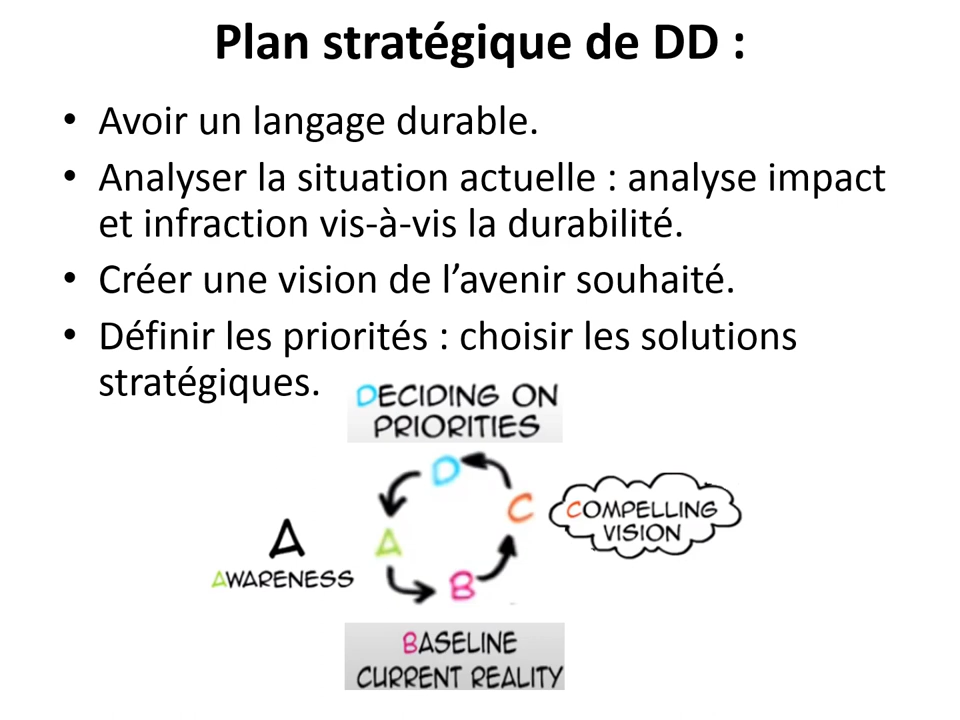 Plan stratégique de DD :
• Avoir un langage durable.
• Analyser la situation actuelle : analyse impact
et infraction vis-à-vis la durabilité.
• Créer une vision de l’avenir souhaité.
• Définir les priorités : choisir les solutions
stratégiques.
DECIDING ON
PRIORITIES
D
C
COMPELLING
VISION
A
A
AWARENESS
B
BASELINE
CURRENT REALITY